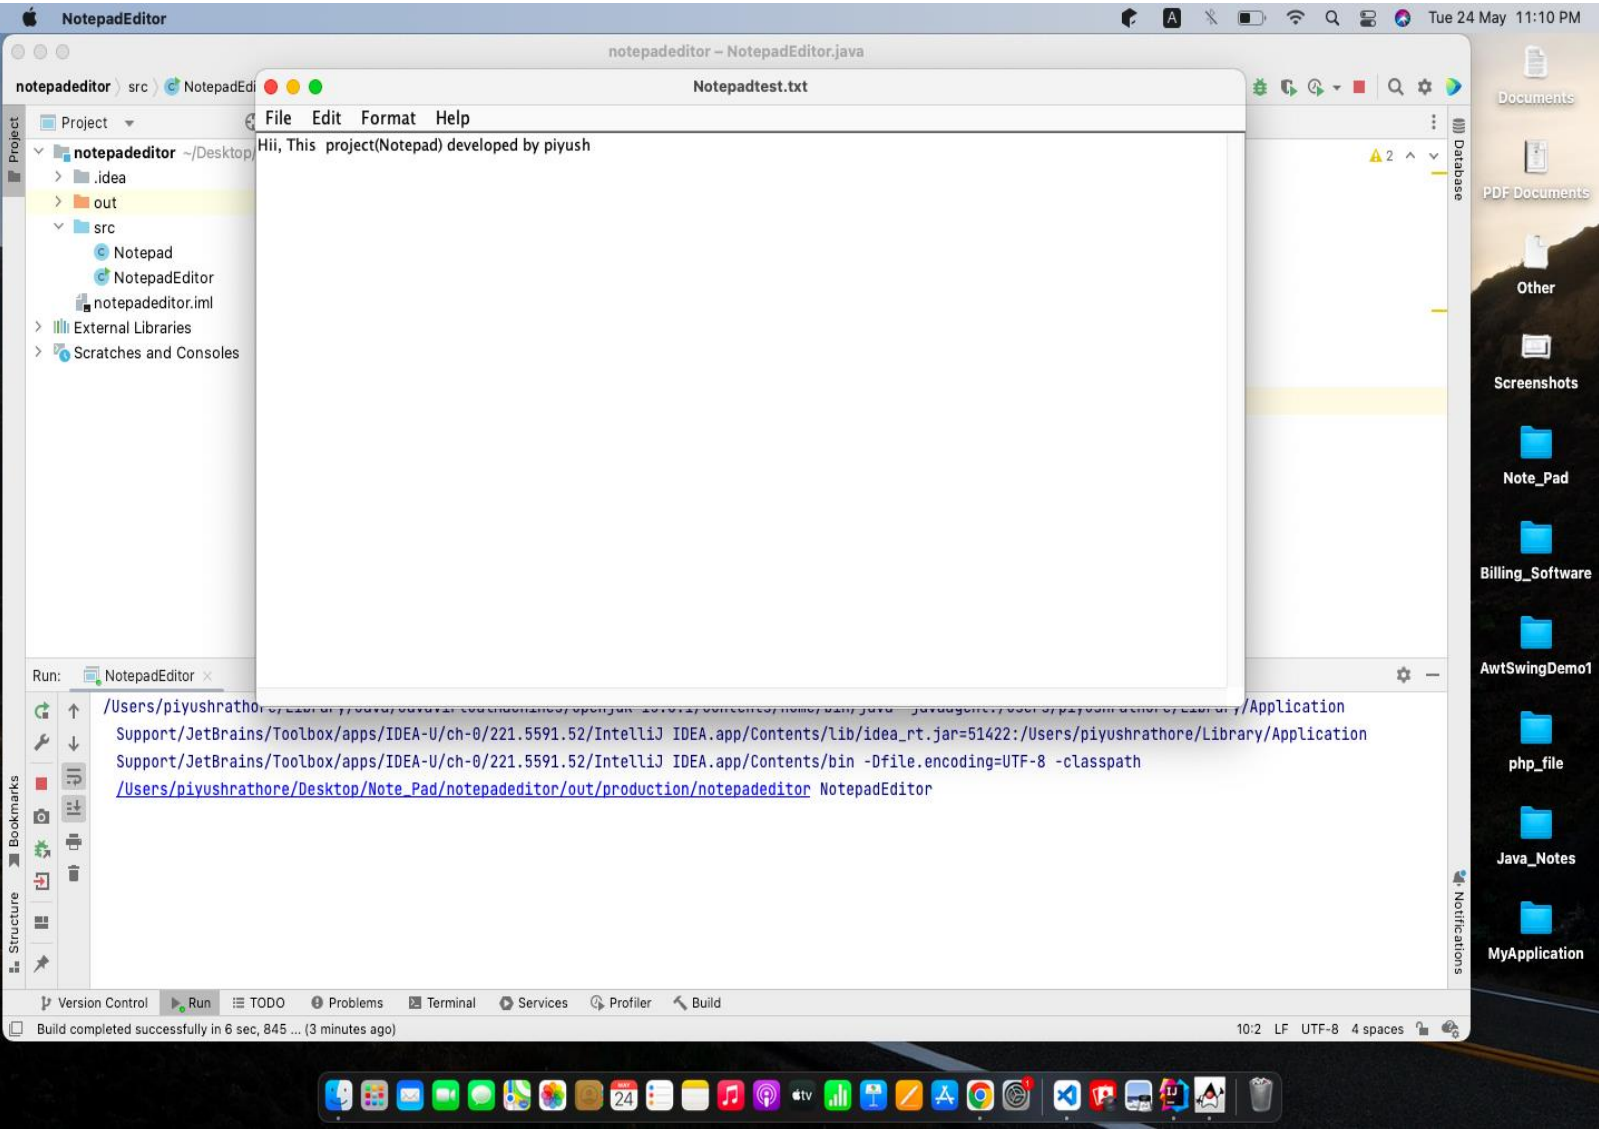 NotepadEditor
A
Tue 24 May 11:10 PM
notepadeditor – NotepadEditor.java
notepadeditor src NotepadEdi
Notepadtest.txt
File Edit Format Help
Hii, This  project(Notepad) developed by piyush
Project
Project
notepadeditor ~/Desktop/
.idea
out
src
Notepad
NotepadEditor
notepadeditor.iml
External Libraries
Scratches and Consoles
2
Database
Notifications
Documents
PDF Documents
Other
Screenshots
Note_Pad
Billing_Software
AwtSwingDemo1
php_file
Java_Notes
MyApplication
Run: NotepadEditor
/Application
Support/JetBrains/Toolbox/apps/IDEA-U/ch-0/221.5591.52/IntelliJ IDEA.app/Contents/lib/idea_rt.jar=51422:/Users/piyushrathore/Library/Application
Support/JetBrains/Toolbox/apps/IDEA-U/ch-0/221.5591.52/IntelliJ IDEA.app/Contents/bin -Dfile.encoding=UTF-8 -classpath
/Users/piyushrathore/Desktop/Note_Pad/notepadeditor/out/production/notepadeditor NotepadEditor
Bookmarks
Structure
Version Control Run TODO Problems Terminal Services Profiler Build
Build completed successfully in 6 sec, 845 ... (3 minutes ago)
10:2 LF UTF-8 4 spaces
MAY
24
tv
1
IJ